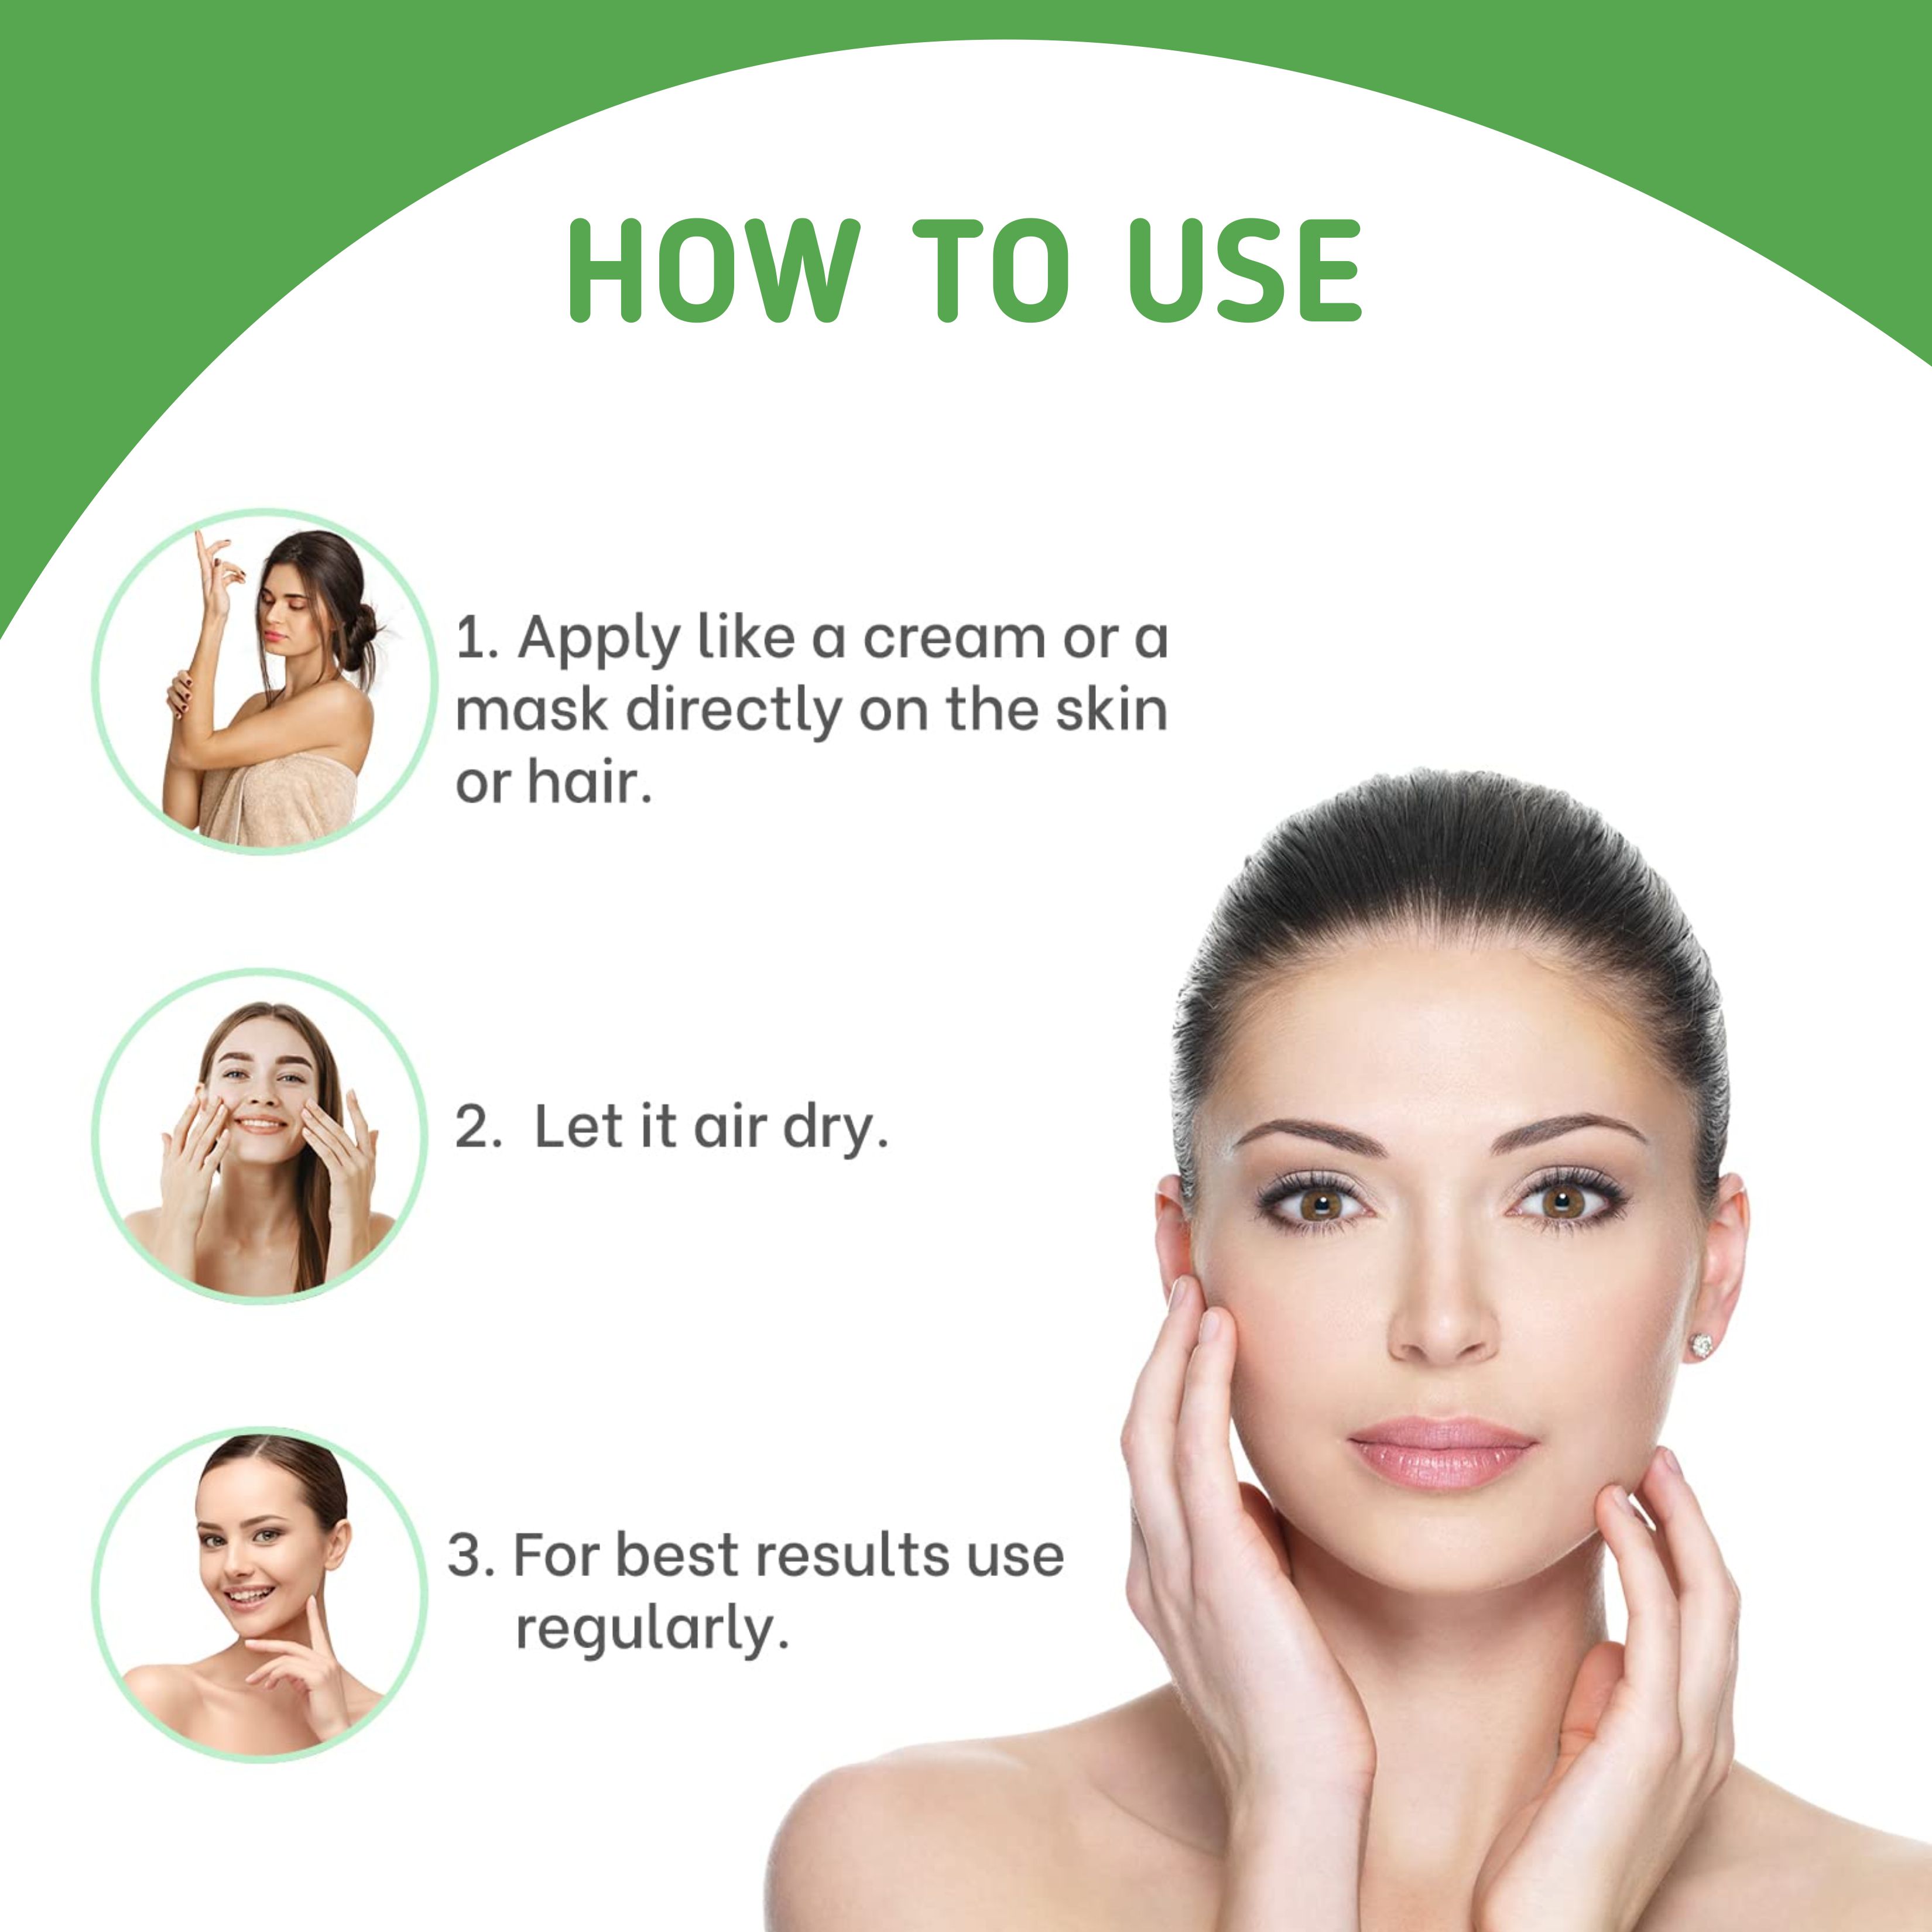 HOW TO USE
1. Apply like a cream or a
mask directly on the skin
or hair.
2. Let it air dry.
3. For best results use
regularly.